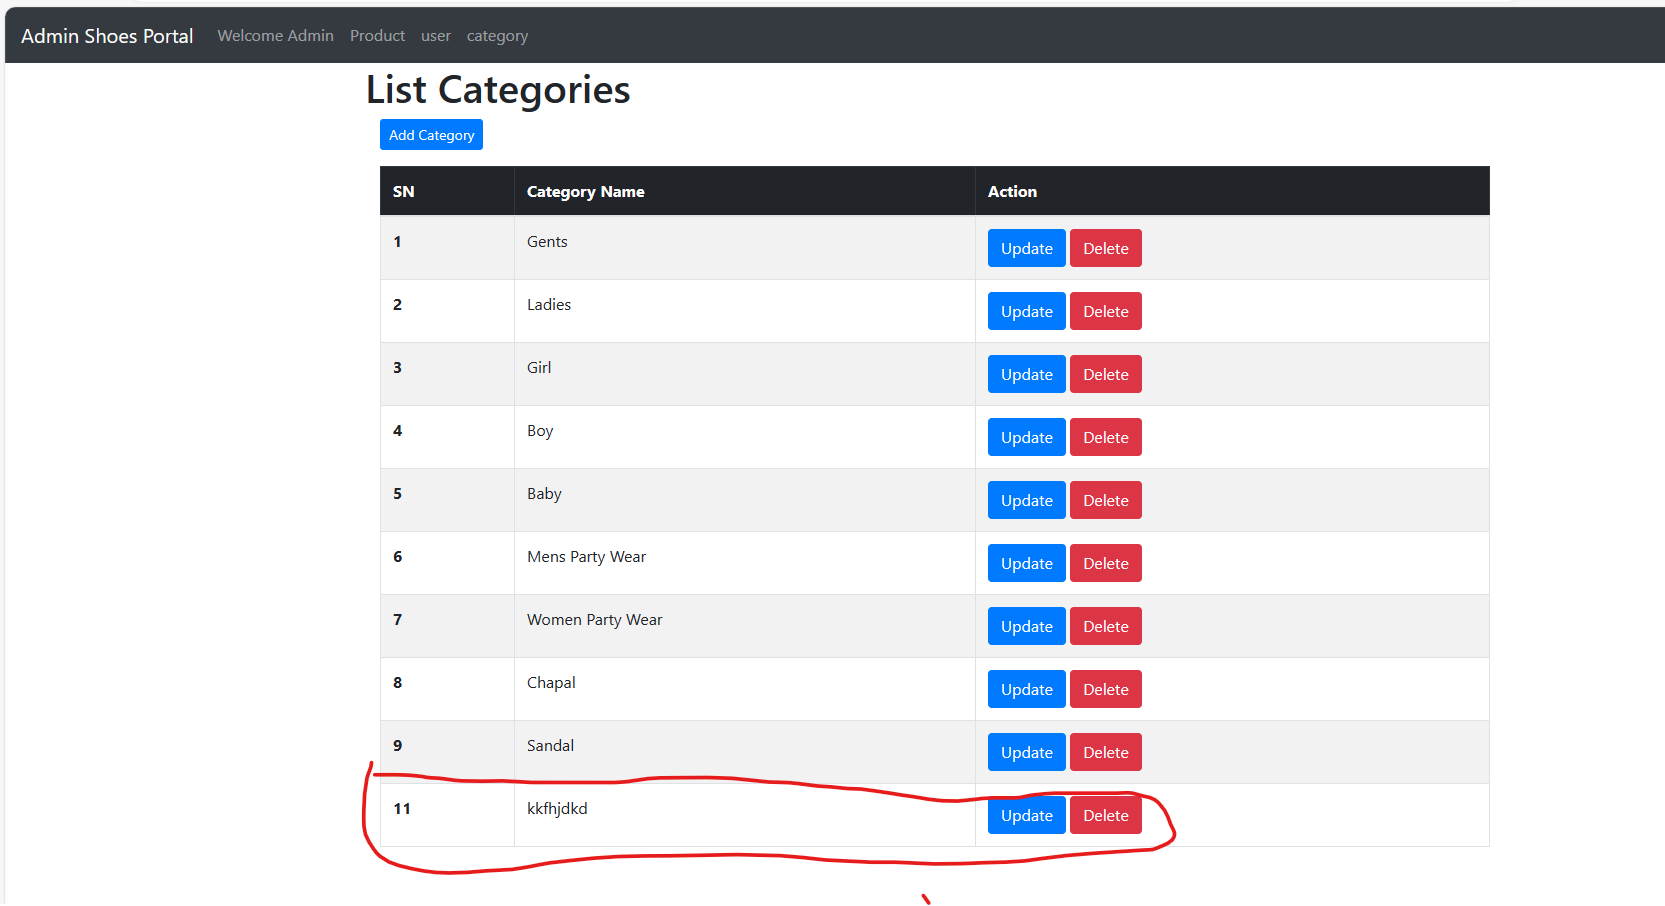 Admin Shoes Portal Welcome Admin Product user category
List Categories
Add Category
SN Category Name Action
1 Gents Update Delete
2 Ladies Update Delete
3 Girl Update Delete
4 Boy Update Delete
5 Baby Update Delete
6 Mens Party Wear Update Delete
7 Women Party Wear Update Delete
8 Chapal Update Delete
9 Sandal Update Delete
11 kkfhjdkd Update Delete